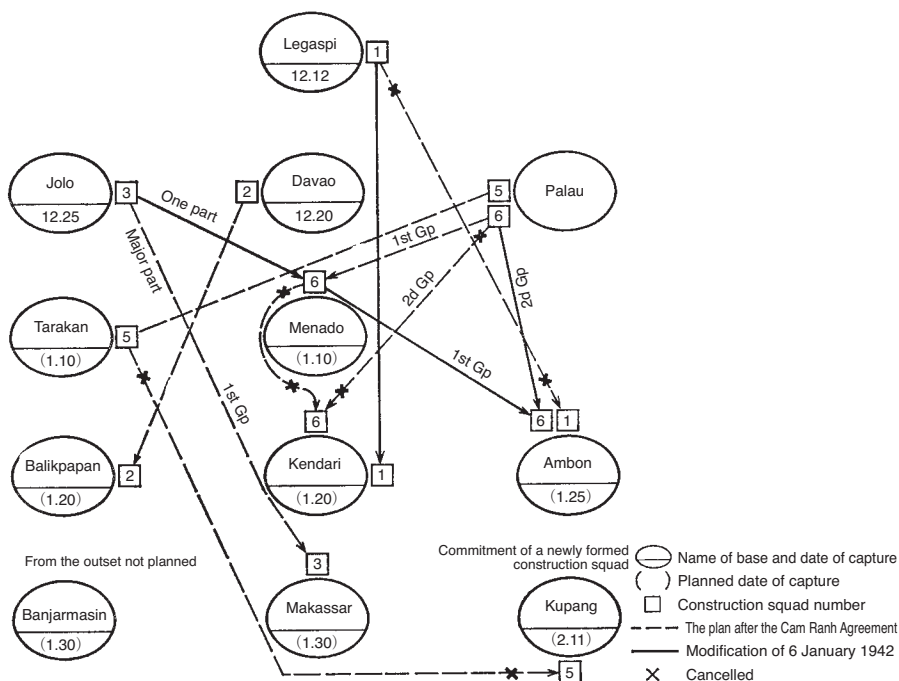 Legaspi
12.12
1
Jolo
12.25
3
One part
2
Davao
12.20
5
6
Palau
Major part
1st Gp
2d Gp
2d Gp
6
Menado
(1.10)
Tarakan
(1.10)
5
1st Gp
1st Gp
6
6
1
Balikpapan
(1.20)
2
Kendari
(1.20)
1
Ambon
(1.25)
From the outset not planned
Banjarmasin
(1.30)
3
Makassar
(1.30)
Commitment of a newly formed
construction squad
Kupang
(2.11)
5
Name of base and date of capture
( ) Planned date of capture
Construction squad number
The plan after the Cam Ranh Agreement
Modification of 6 January 1942
× Cancelled